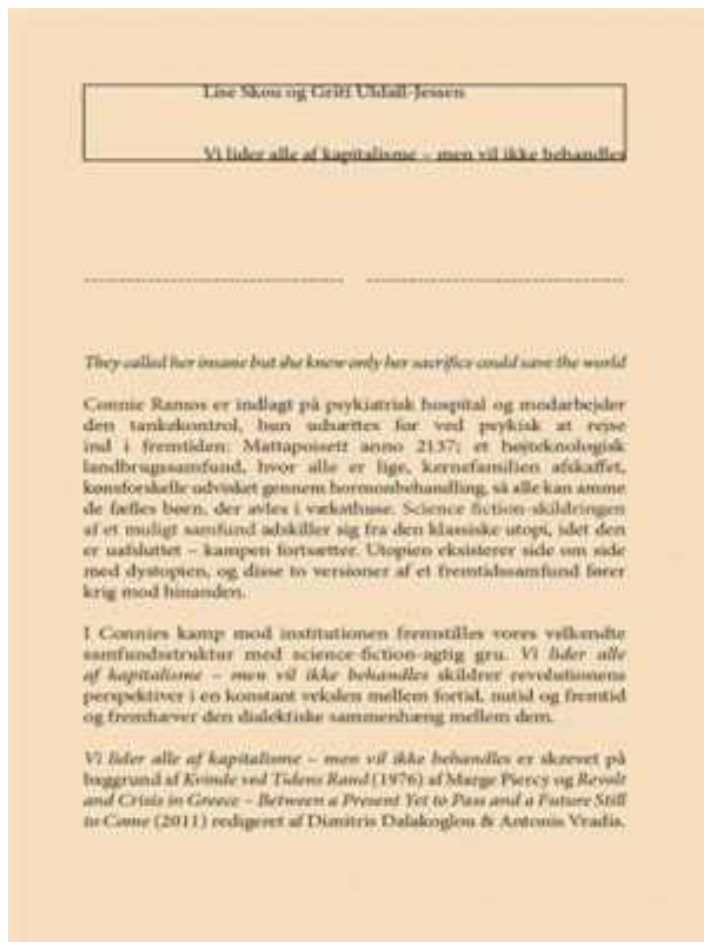 Lise Skou og Gritt Uldall-Jessen
Vi lider alle af kapitalisme – men vil ikke behandles
They called her insane but she knew only her sacrifice could save the world
Connie Ramos er indlagt på psykiatrisk hospital og modarbejder
den tankekontrol, hun udsættes for ved psykisk at rejse
ind i fremtiden: Mattapoisett anno 2137; et højteknologisk
landbrugssamfund, hvor alle er lige, kernefamilien afskaffet,
kønsforskelle udvisket gennem hormonbehandling, så alle kan amme
de fælles børn, der avles i væksthuse. Science fiction-skildringen
af et muligt samfund adskiller sig fra den klassiske utopi, idet den
er uafsluttet – kampen fortsætter. Utopien eksisterer side om side
med dystopien, og disse to versioner af et fremtidssamfund fører
krig mod hinanden.
I Connies kamp mod institutionen fremstilles vores velkendte
samfundsstruktur med science-fiction-agtig gru. Vi lider alle
af kapitalisme – men vil ikke behandles skildrer revolutionens
perspektiver i en konstant vekslen mellem fortid, nutid og fremtid
og fremhæver den dialektiske sammenhæng mellem dem.
Vi lider alle af kapitalisme – men vil ikke behandles er skrevet på
baggrund af Kvinde ved Tidens Rand (1976) af Marge Piercy og Revolt
and Crisis in Greece – Between a Present Yet to Pass and a Future Still
to Come (2011) redigeret af Dimitris Dalakoglou & Antonis Vradis.